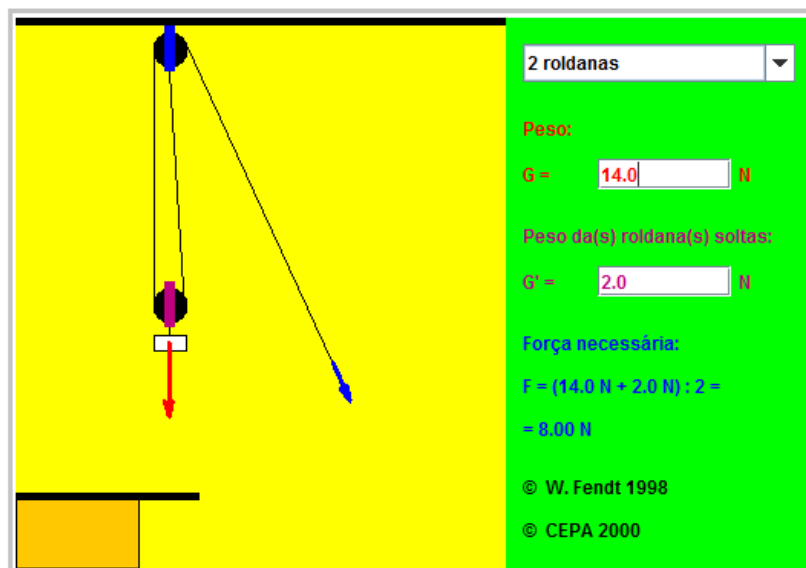 2 roldanas
Peso:
G = 14.0 N
Peso da(s) roldana(s) soltas:
G' = 2.0 N
Força necessária:
F = (14.0 N + 2.0 N) : 2 =
= 8.00 N
© W. Fendt 1998
© CEPA 2000